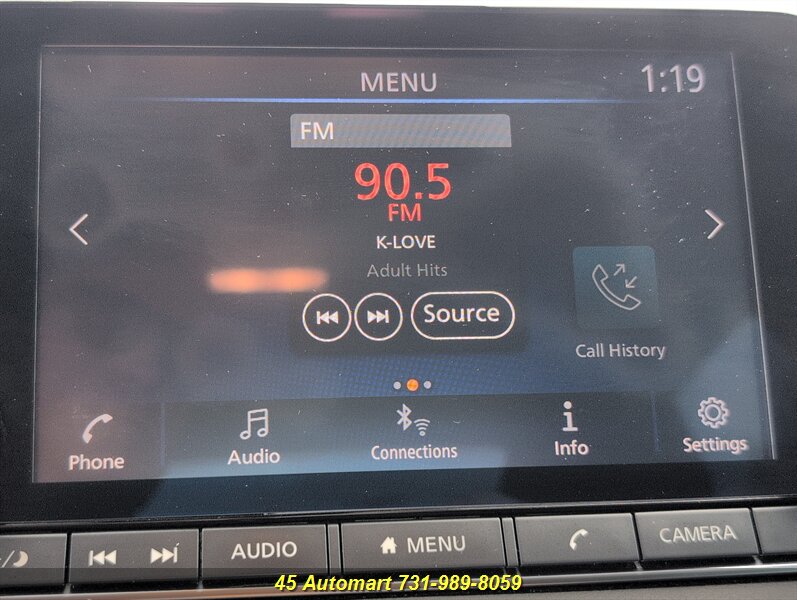 MENU
1:19
FM
90.5
FM
K-LOVE
Adult Hits
Source
Call History
Phone
Audio
Connections
Info
Settings
AUDIO
MENU
CAMERA
45 Automart 731-989-8059